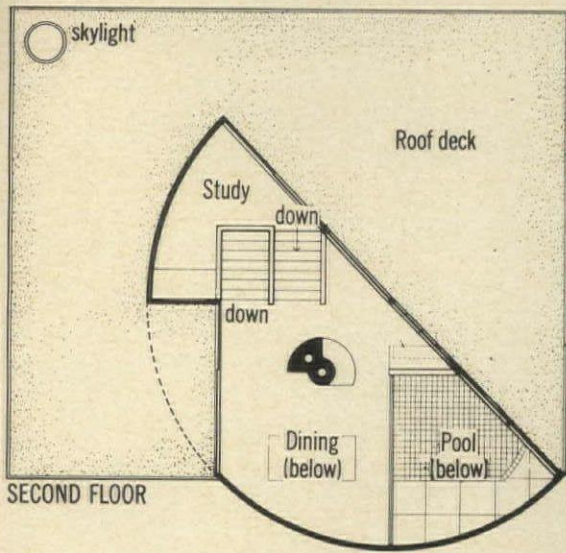 skylight
Roof deck
Study
down
down
Dining
(below)
Pool
(below)
SECOND FLOOR